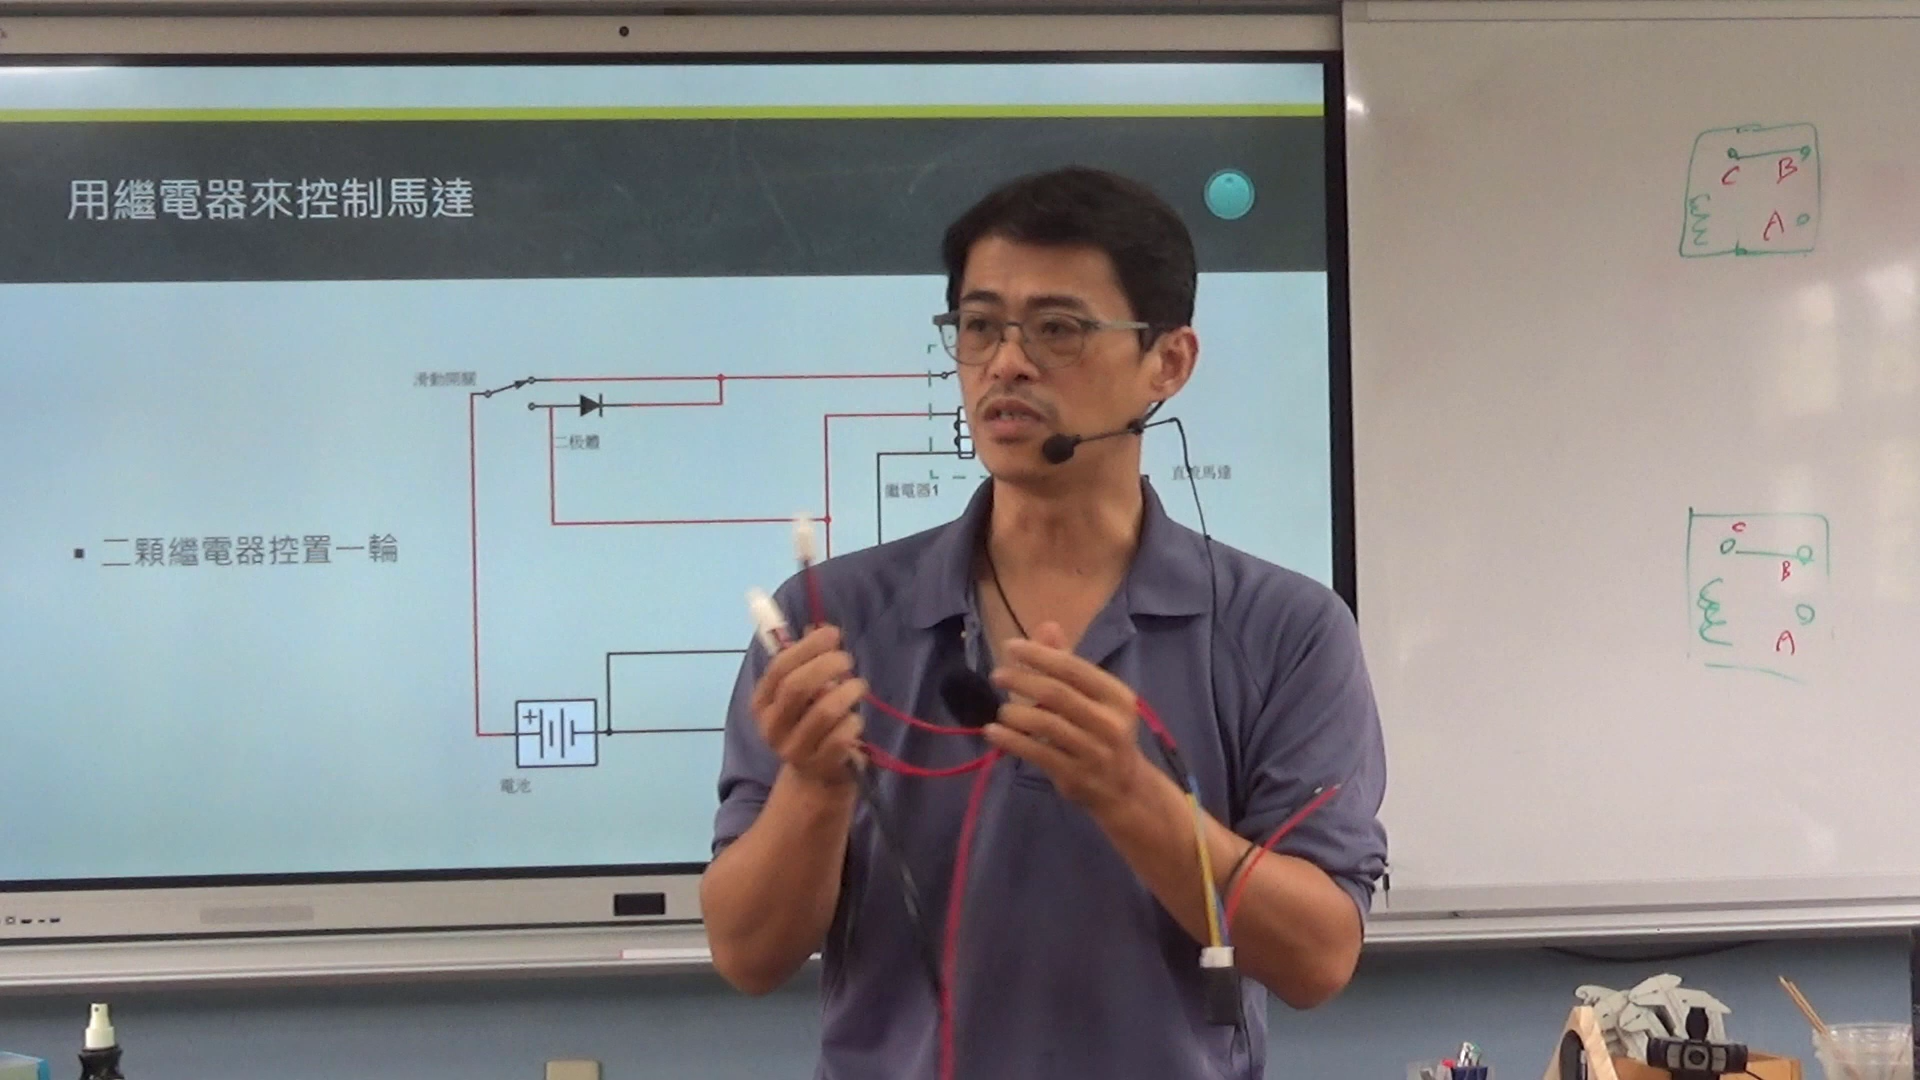 用繼電器來控制馬達
滑動開關
二极體
繼電器1
直流馬達
▪ 二顆繼電器控置一輪
+
電池
C B
A
C
B
A